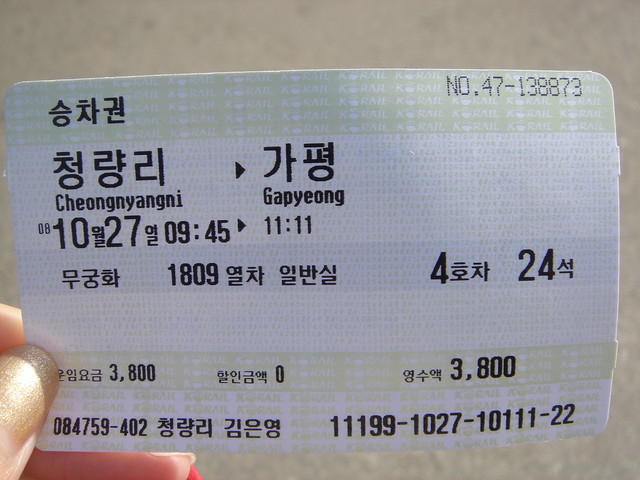 NO.47-138873
승차권
청량리 ▶ 가평
Cheongnyangni Gapyeong
08 10월27일 09:45 ▶ 11:11
무궁화 1809 열차 일반실 4호차 24석
운임요금 3,800 할인금액 0 영수액 3,800
084759-402 청량리 김은영 11199-1027-10111-22